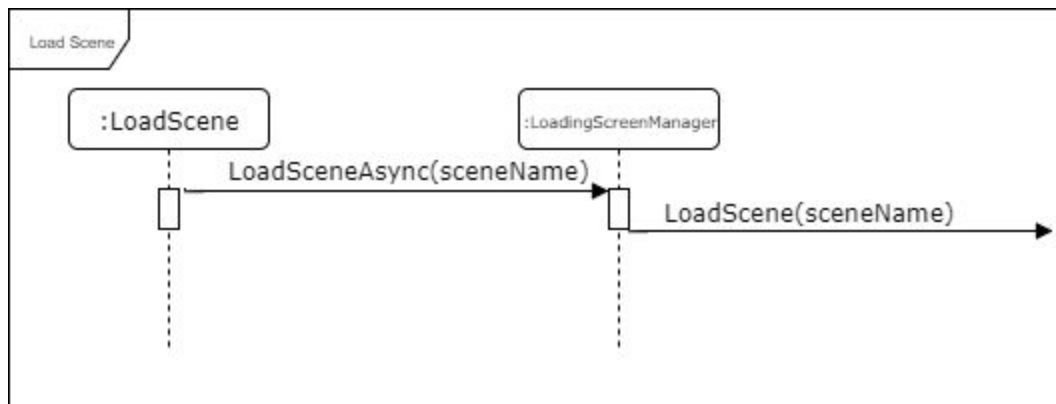 Load Scene
:LoadScene
:LoadingScreenManager
LoadSceneAsync(sceneName)
LoadScene(sceneName)